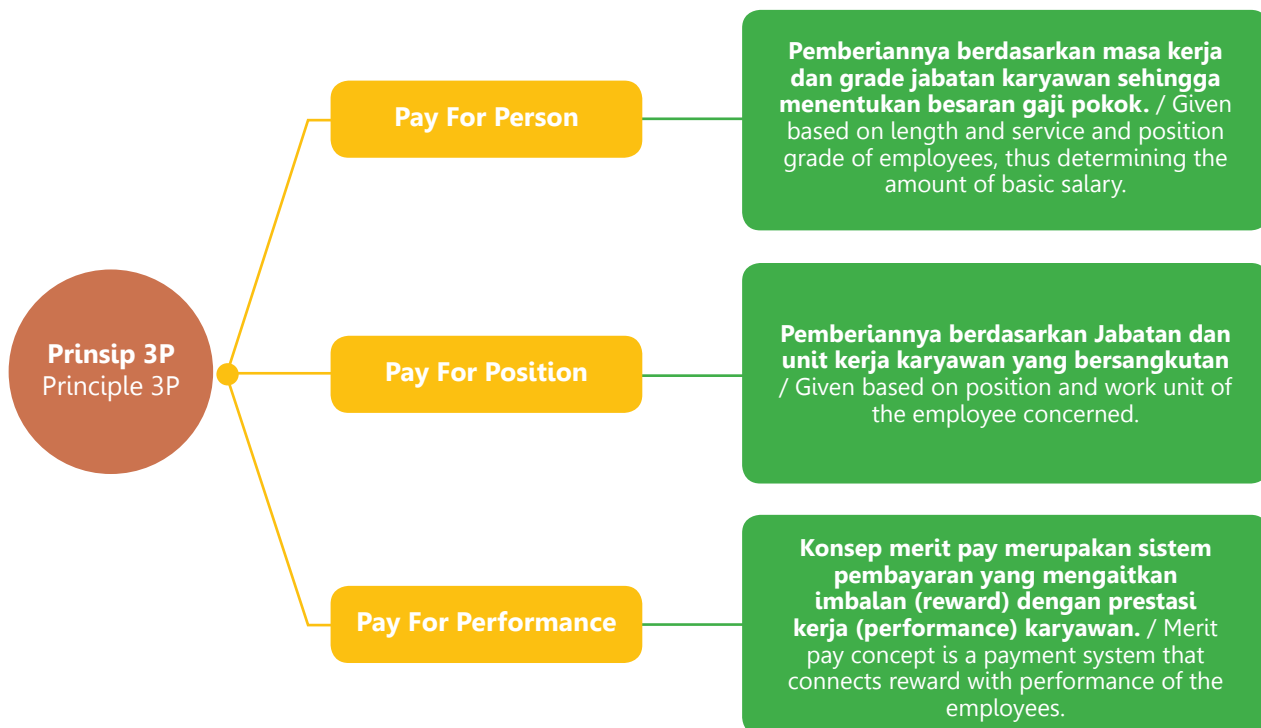 Prinsip 3P
Principle 3P
Pay For Person
Pemberiannya berdasarkan masa kerja
dan grade jabatan karyawan sehingga
menentukan besaran gaji pokok. / Given
based on length and service and position
grade of employees, thus determining the
amount of basic salary.
Pay For Position
Pemberiannya berdasarkan Jabatan dan
unit kerja karyawan yang bersangkutan
/ Given based on position and work unit of
the employee concerned.
Pay For Performance
Konsep merit pay merupakan sistem
pembayaran yang mengaitkan
imbalan (reward) dengan prestasi
kerja (performance) karyawan. / Merit
pay concept is a payment system that
connects reward with performance of the
employees.